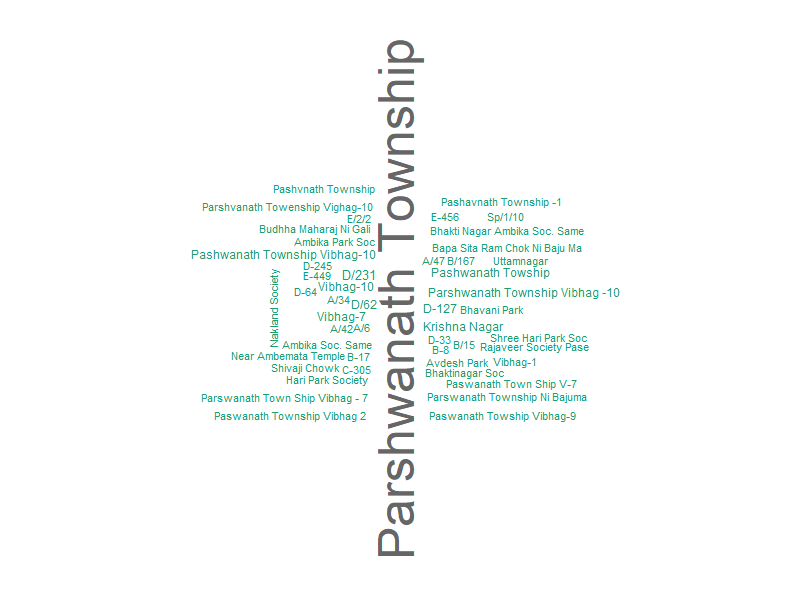 Parshwanath Township
Pashvnath Township
Parshvanath Towenship Vighag-10
E/2/2
Budhha Maharaj Ni Gali
Ambika Park Soc
Pashwanath Township Vibhag-10
D-245
E-449
D/231
Vibhag-10
D-64
A/34
D/62
Vibhag-7
A/42
A/6
Nakland Society
Ambika Soc. Same
Near Ambemata Temple
B-17
Shivaji Chowk
C-305
Hari Park Society
Parswanath Town Ship Vibhag - 7
Paswanath Township Vibhag 2
Pashavnath Township -1
E-456
Sp/1/10
Bhakti Nagar Ambika Soc. Same
Bapa Sita Ram Chok Ni Baju Ma
A/47
B/167
Uttamnagar
Pashwanath Towship
Parshwanath Township Vibhag -10
D-127
Bhavani Park
Krishna Nagar
D-33
Shree Hari Park Soc
B-8
B/15
Rajaveer Society Pase
Avdesh Park
Vibhag-1
Bhaktinagar Soc
Paswanath Town Ship V-7
Parswanath Township Ni Bajuma
Paswanath Towship Vibhag-9